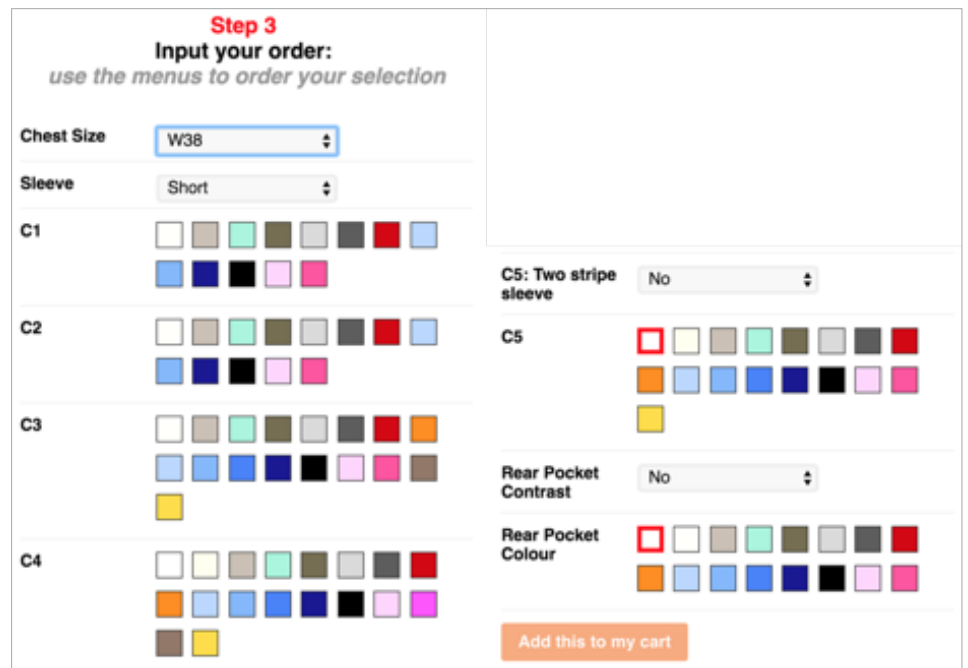 Step 3
Input your order:
use the menus to order your selection
Chest Size
W38
Sleeve
Short
C1
C2
C3
C4
C5: Two stripe
sleeve
No
C5
Rear Pocket
Contrast
No
Rear Pocket
Colour
Add this to my cart